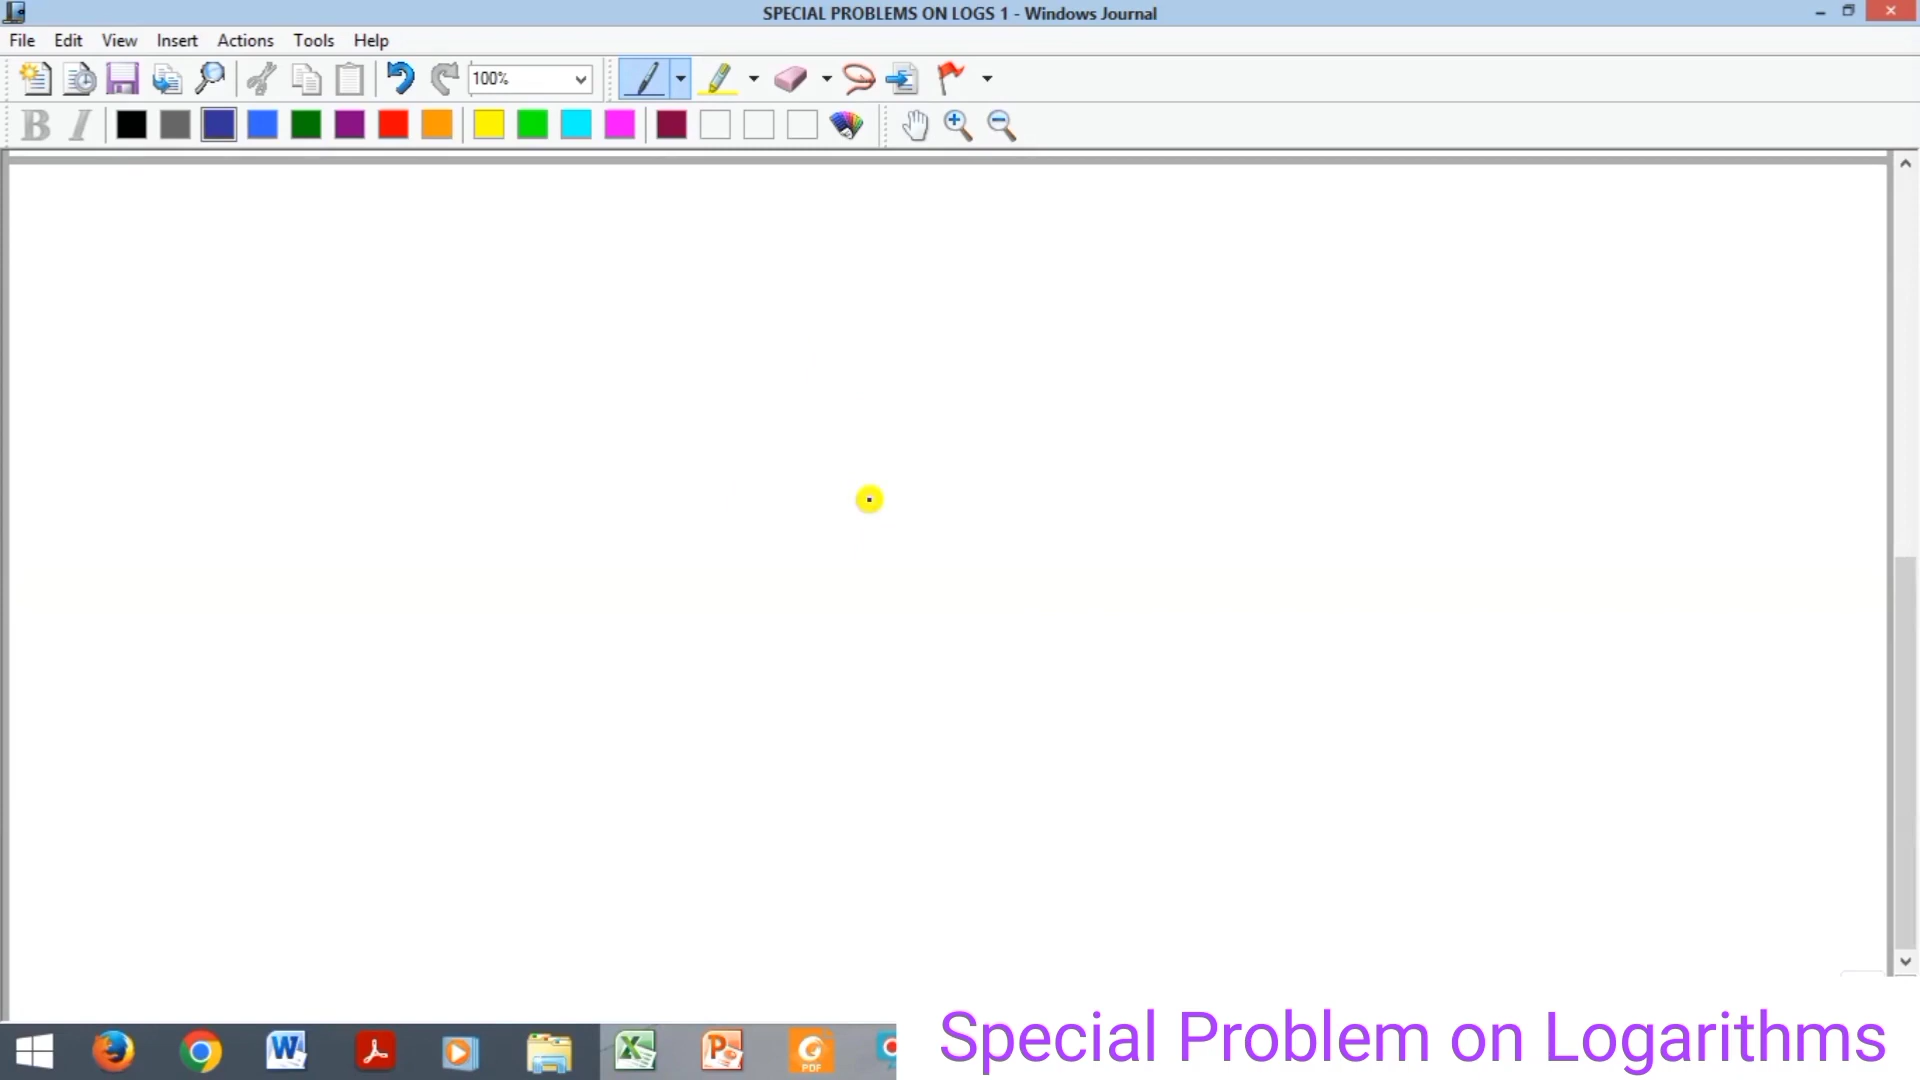 SPECIAL PROBLEMS ON LOGS 1 - Windows Journal
File Edit View Insert Actions Tools Help
100%
B I
W X P PDF
Special Problem on Logarithms